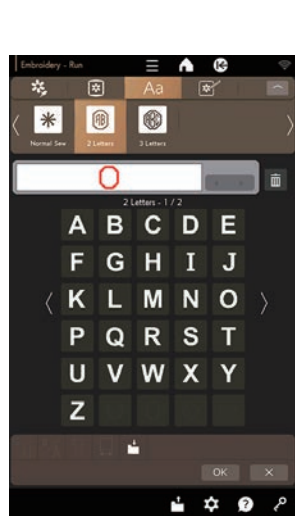 Embroidery - Run
Aa
Normal Sew 2 Letters 3 Letters
2 Letters - 1 / 2
A B C D E
F G H I J
K L M N O
P Q R S T
U V W X Y
Z
OK